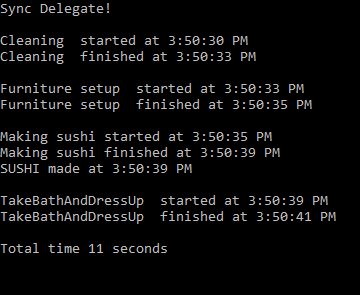 Sync Delegate!
Cleaning  started at 3:50:30 PM
Cleaning  finished at 3:50:33 PM
Furniture setup  started at 3:50:33 PM
Furniture setup  finished at 3:50:35 PM
Making sushi started at 3:50:35 PM
Making sushi finished at 3:50:39 PM
SUSHI made at 3:50:39 PM
TakeBathAndDressUp  started at 3:50:39 PM
TakeBathAndDressUp  finished at 3:50:41 PM
Total time 11 seconds